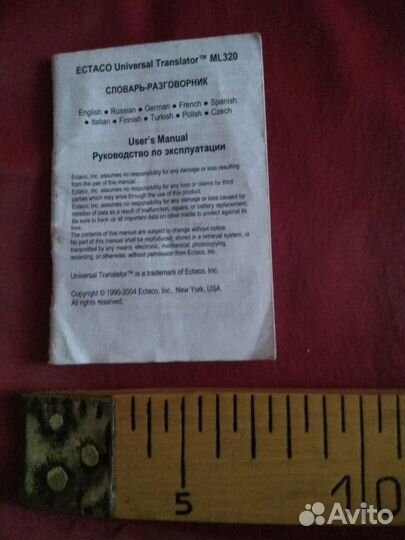 ECTACO Universal Translator™ ML320
СЛОВАРЬ-РАЗГОВОРНИК
English ● Russian ● German ● French ● Spanish
● Italian ● Finnish ● Turkish ● Polish ● Czech
User's Manual
Руководство по эксплуатации
Ectaco, Inc. assumes no responsibility for any damage or loss resulting
from the use of this manual.
Ectaco, Inc. assumes no responsibility for any loss or claims by third
parties which may arise through the use of this product.
Ectaco, Inc. assumes no responsibility for any damage or loss caused by
deletion of data as a result of malfunction, repairs, or battery replacement.
Be sure to back up all important data on other media to protect against its
loss.
The contents of this manual are subject to change without notice.
No part of this manual shall be reproduced, stored in a retrieval system, or
transmitted by any means, electronic, mechanical, photocopying,
recording, or otherwise, without permission from Ectaco, Inc.
Universal Translator™ is a trademark of Ectaco, Inc.
Copyright © 1990-2004 Ectaco, Inc., New York, USA.
All rights reserved.
5
10
Avito